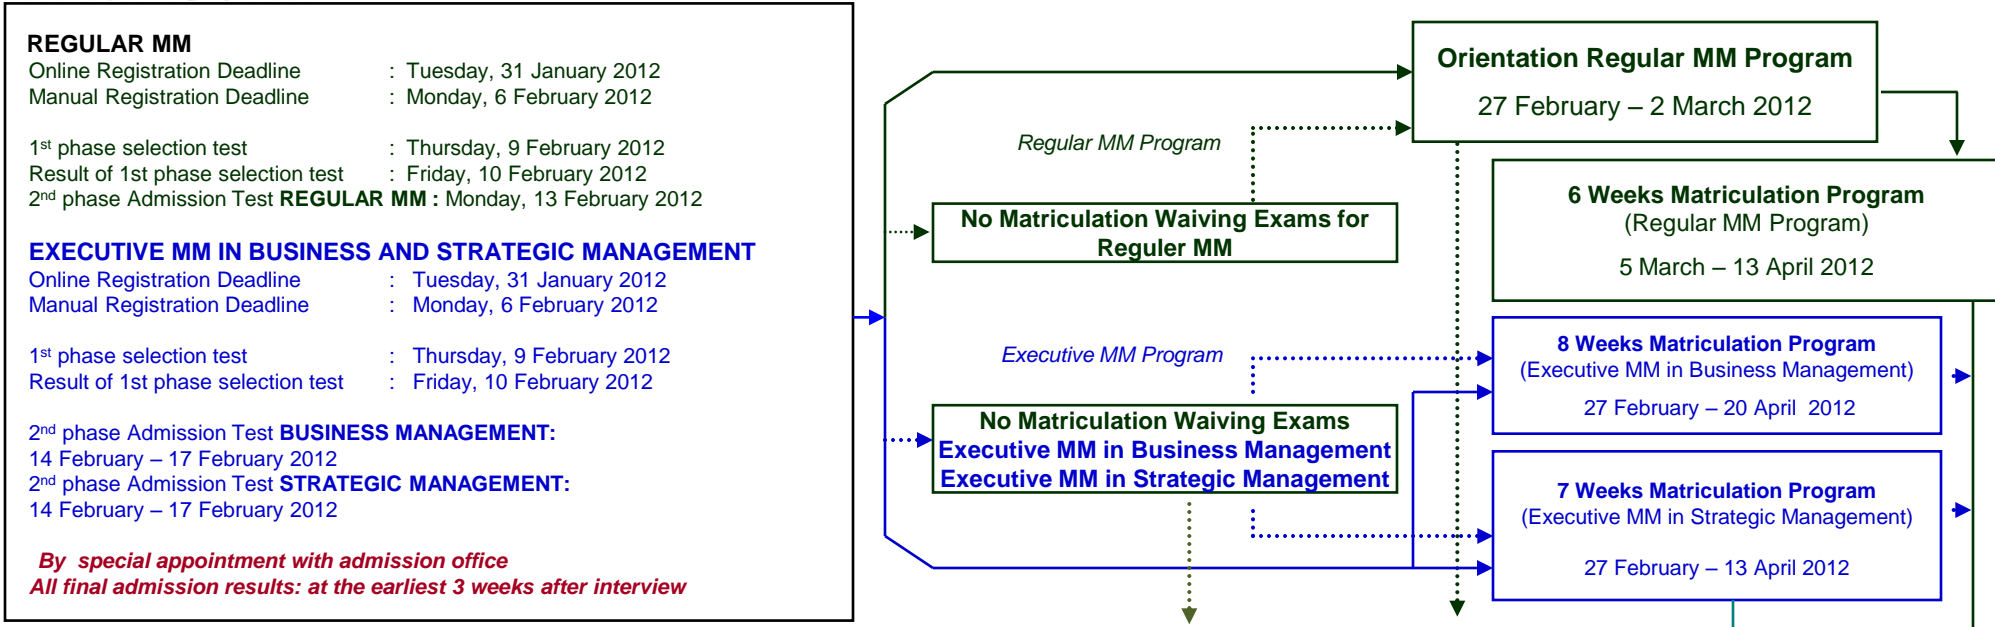 REGULAR MM
Online Registration Deadline : Tuesday, 31 January 2012
Manual Registration Deadline : Monday, 6 February 2012
1st phase selection test : Thursday, 9 February 2012
Result of 1st phase selection test : Friday, 10 February 2012
2nd phase Admission Test REGULAR MM : Monday, 13 February 2012
EXECUTIVE MM IN BUSINESS AND STRATEGIC MANAGEMENT
Online Registration Deadline : Tuesday, 31 January 2012
Manual Registration Deadline : Monday, 6 February 2012
1st phase selection test : Thursday, 9 February 2012
Result of 1st phase selection test : Friday, 10 February 2012
2nd phase Admission Test BUSINESS MANAGEMENT:
14 February – 17 February 2012
2nd phase Admission Test STRATEGIC MANAGEMENT:
14 February – 17 February 2012
By special appointment with admission office
All final admission results: at the earliest 3 weeks after interview
Regular MM Program
No Matriculation Waiving Exams for
Reguler MM
Executive MM Program
No Matriculation Waiving Exams
Executive MM in Business Management
Executive MM in Strategic Management
Orientation Regular MM Program
27 February – 2 March 2012
6 Weeks Matriculation Program
(Regular MM Program)
5 March – 13 April 2012
8 Weeks Matriculation Program
(Executive MM in Business Management)
27 February – 20 April 2012
7 Weeks Matriculation Program
(Executive MM in Strategic Management)
27 February – 13 April 2012